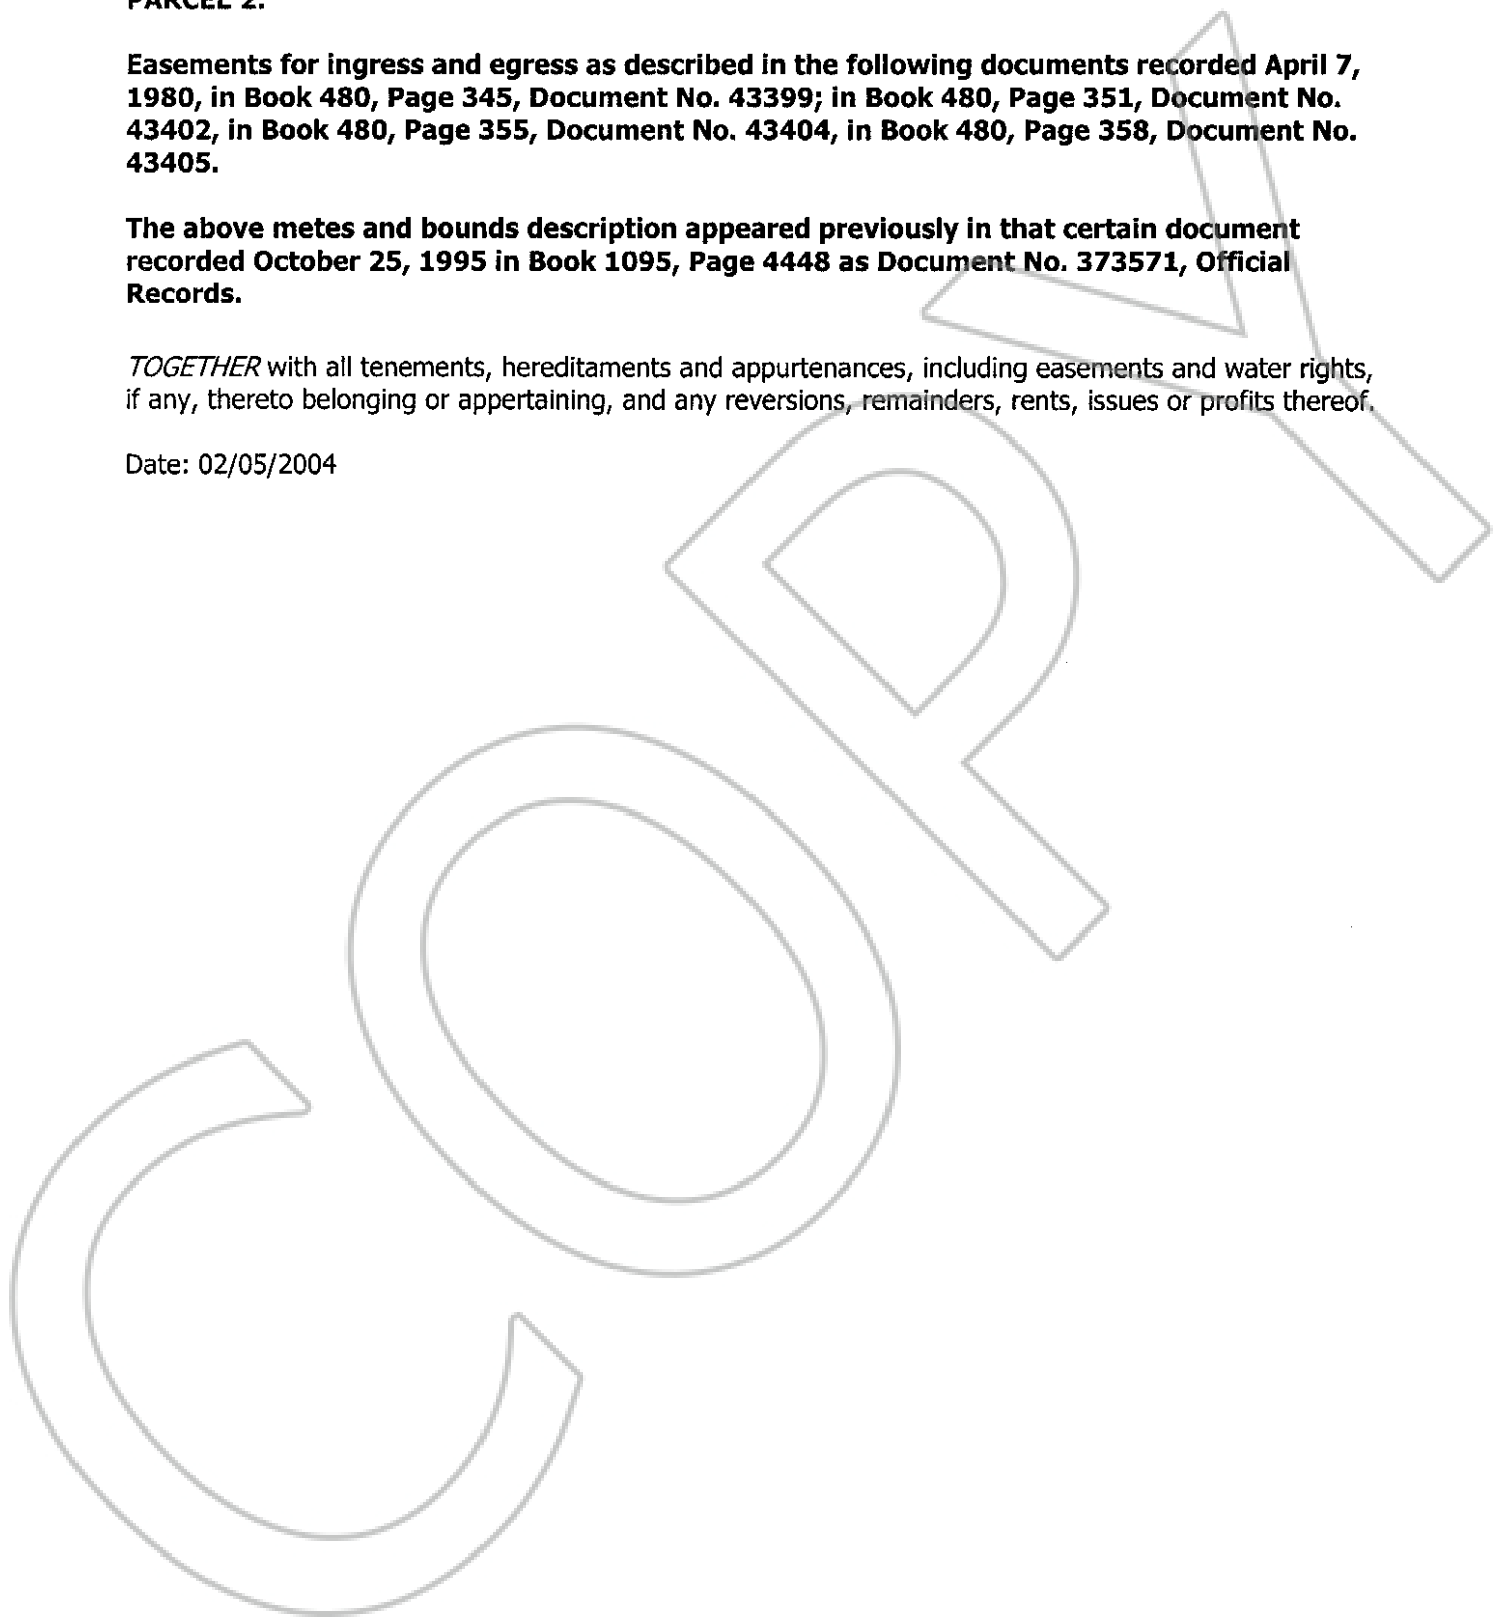 PARCEL 2:
Easements for ingress and egress as described in the following documents recorded April 7,
1980, in Book 480, Page 345, Document No. 43399; in Book 480, Page 351, Document No.
43402, in Book 480, Page 355, Document No. 43404, in Book 480, Page 358, Document No.
43405.
The above metes and bounds description appeared previously in that certain document
recorded October 25, 1995 in Book 1095, Page 4448 as Document No. 373571, Official
Records.
TOGETHER with all tenements, hereditaments and appurtenances, including easements and water rights,
if any, thereto belonging or appertaining, and any reversions, remainders, rents, issues or profits thereof.
Date: 02/05/2004
COPY